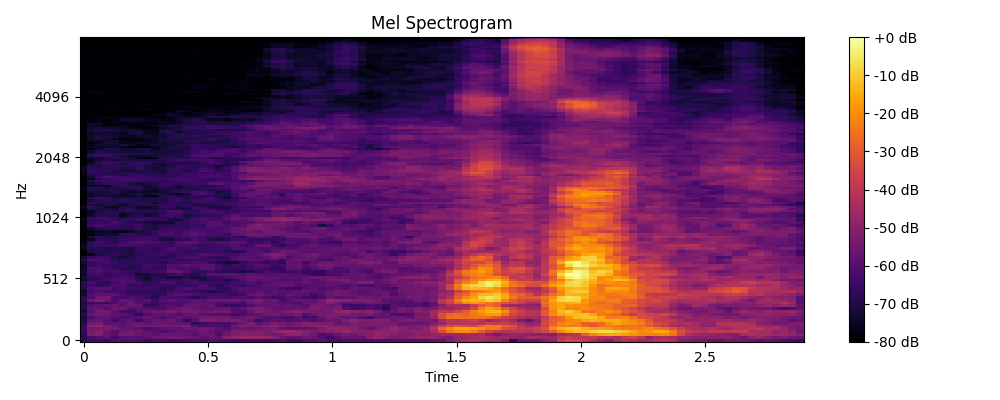 Mel Spectrogram
Hz
4096
2048
1024
512
0
0
0.5
1
1.5
2
2.5
Time
+0 dB
-10 dB
-20 dB
-30 dB
-40 dB
-50 dB
-60 dB
-70 dB
-80 dB